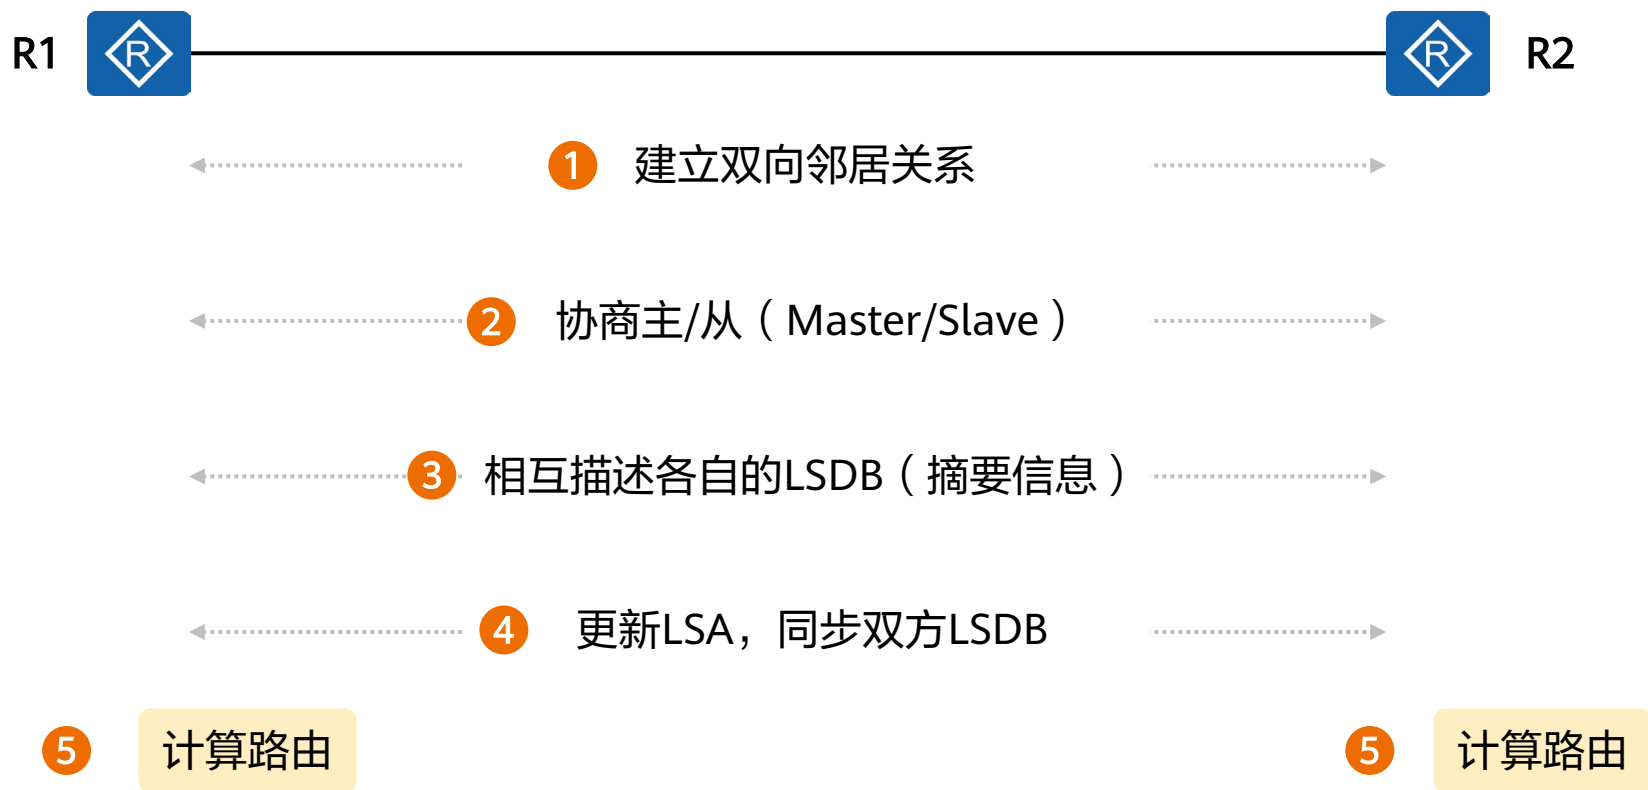 R1
R
R
R2
1 建立双向邻居关系
2 协商主/从（Master/Slave）
3 相互描述各自的LSDB（摘要信息）
4 更新LSA，同步双方LSDB
5 计算路由
5 计算路由